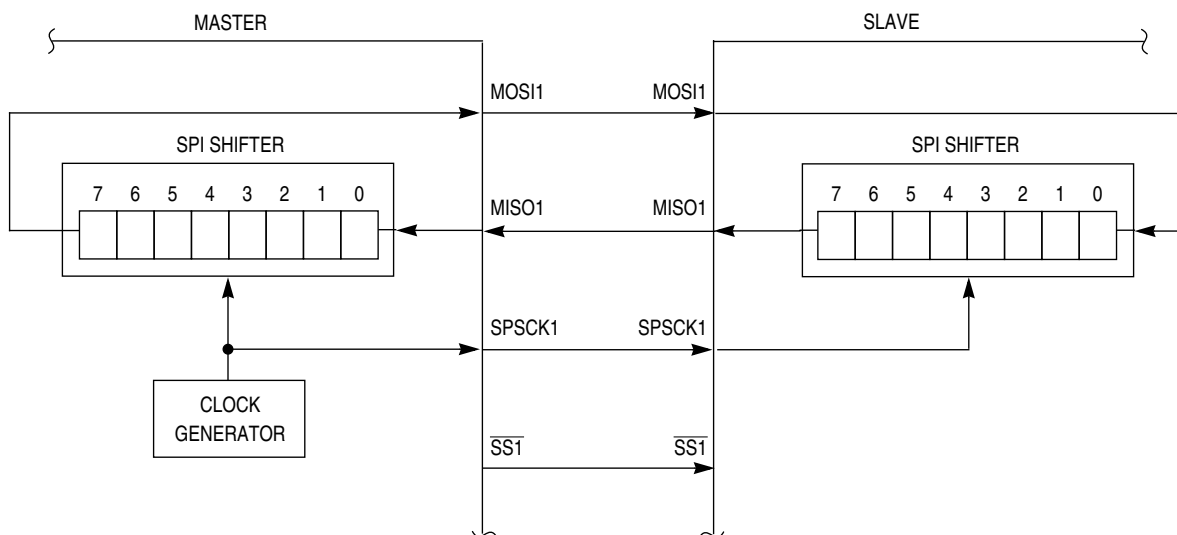 MASTER
SLAVE
MOSI1
MOSI1
SPI SHIFTER
SPI SHIFTER
7 6 5 4 3 2 1 0
7 6 5 4 3 2 1 0
MISO1
MISO1
SPSCK1
SPSCK1
CLOCK
GENERATOR
SS1
SS1